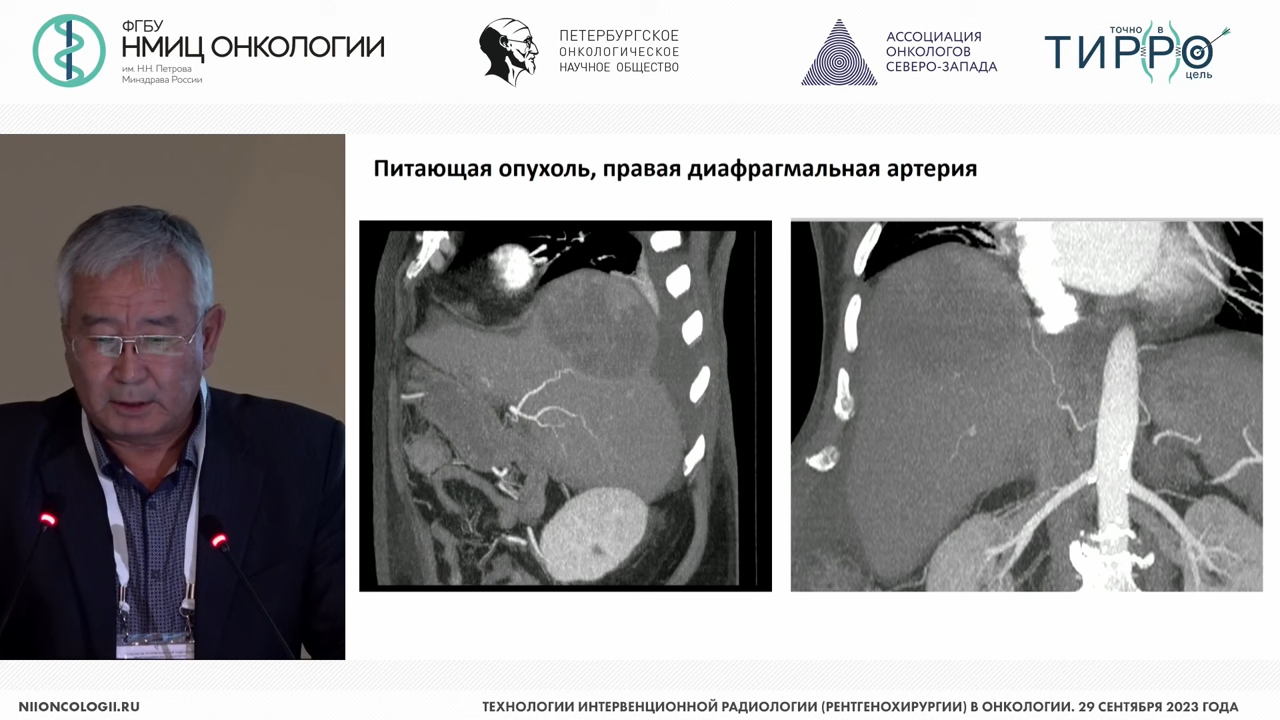 ФГБУ
НМИЦ ОНКОЛОГИИ
им. Н.Н. Петрова
Минздрава России
ПЕТЕРБУРГСКОЕ
ОНКОЛОГИЧЕСКОЕ
НАУЧНОЕ ОБЩЕСТВО
АССОЦИАЦИЯ
ОНКОЛОГОВ
СЕВЕРО-ЗАПАДА
ТОЧНО В
ТИРРО
цель
Питающая опухоль, правая диафрагмальная артерия
NIIONCOLOGII.RU
ТЕХНОЛОГИИ ИНТЕРВЕНЦИОННОЙ РАДИОЛОГИИ (РЕНТГЕНОХИРУРГИИ) В ОНКОЛОГИИ. 29 СЕНТЯБРЯ 2023 ГОДА